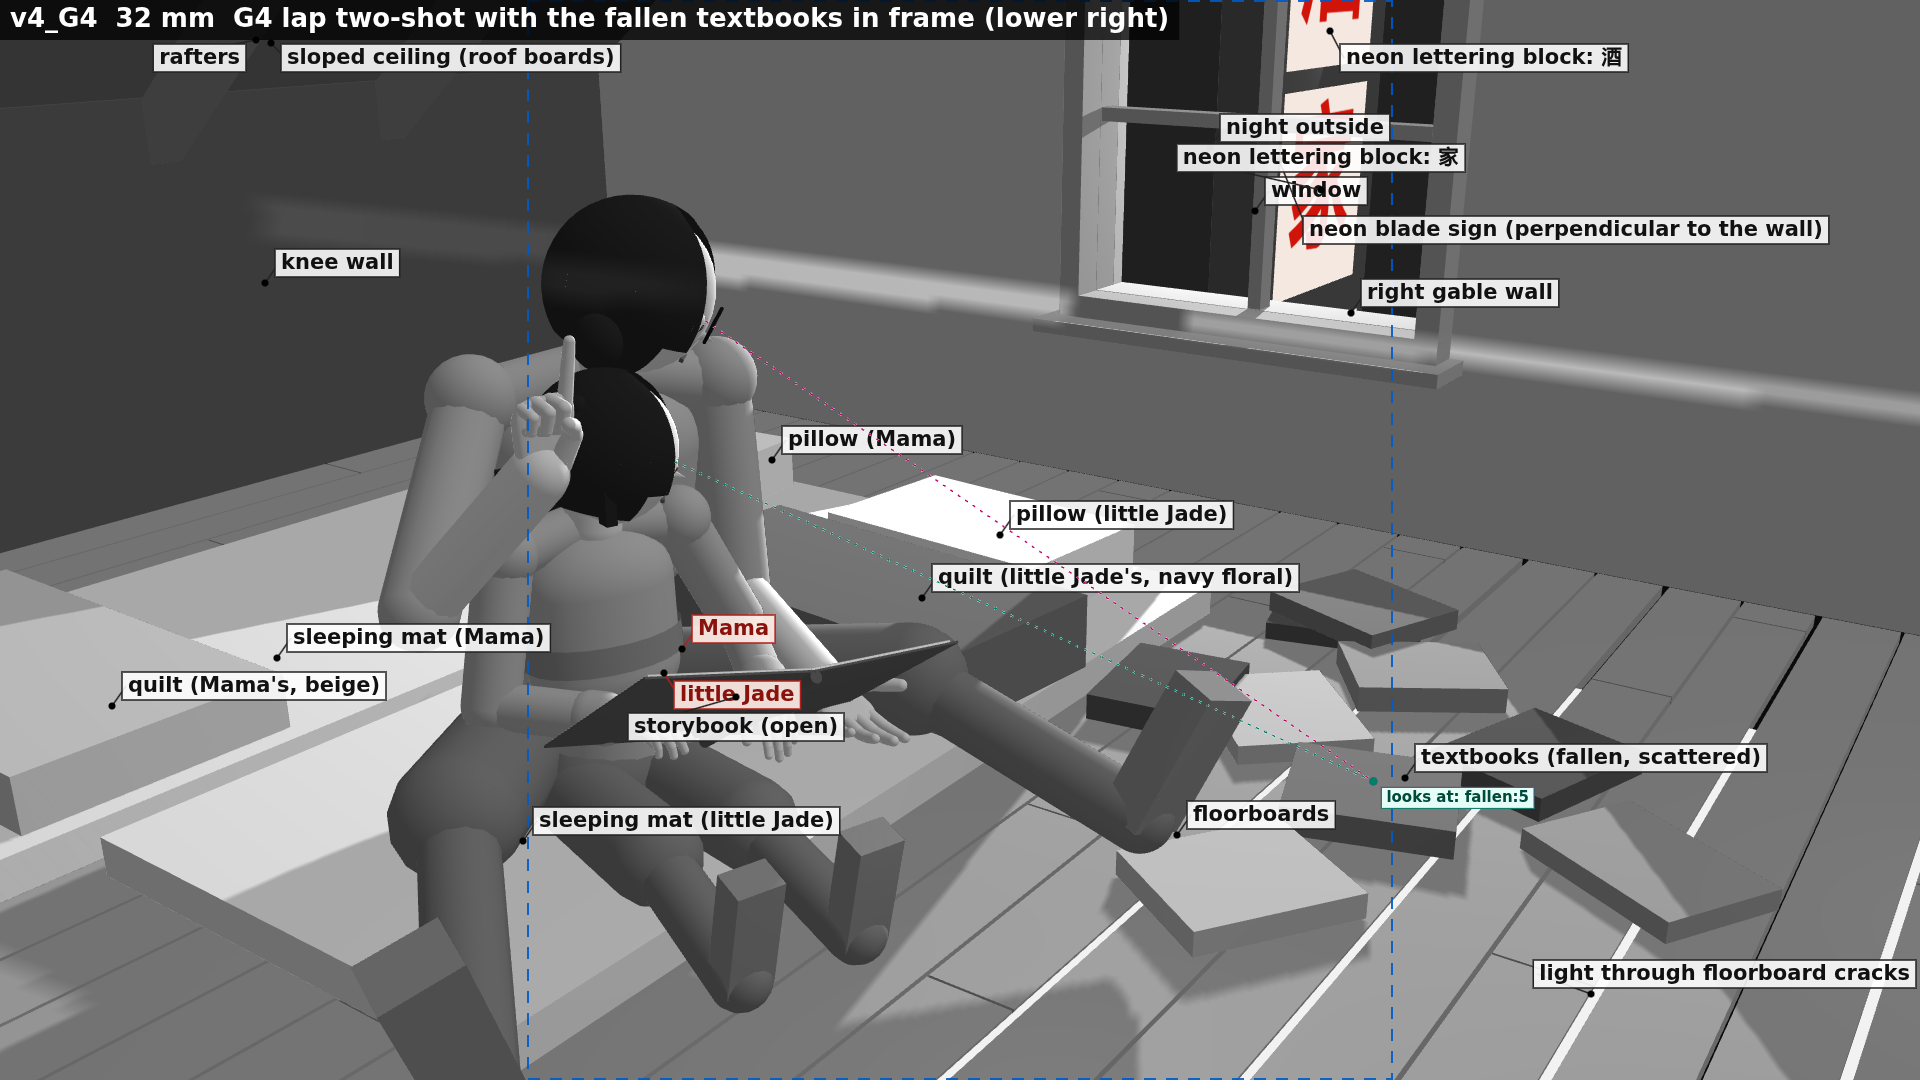 v4_G4 32 mm G4 lap two-shot with the fallen textbooks in frame (lower right)
rafters
sloped ceiling (roof boards)
neon lettering block: 酒
night outside
neon lettering block: 家
window
neon blade sign (perpendicular to the wall)
knee wall
right gable wall
pillow (Mama)
pillow (little Jade)
quilt (little Jade's, navy floral)
Mama
sleeping mat (Mama)
quilt (Mama's, beige)
little Jade
storybook (open)
textbooks (fallen, scattered)
looks at: fallen:5
floorboards
sleeping mat (little Jade)
light through floorboard cracks